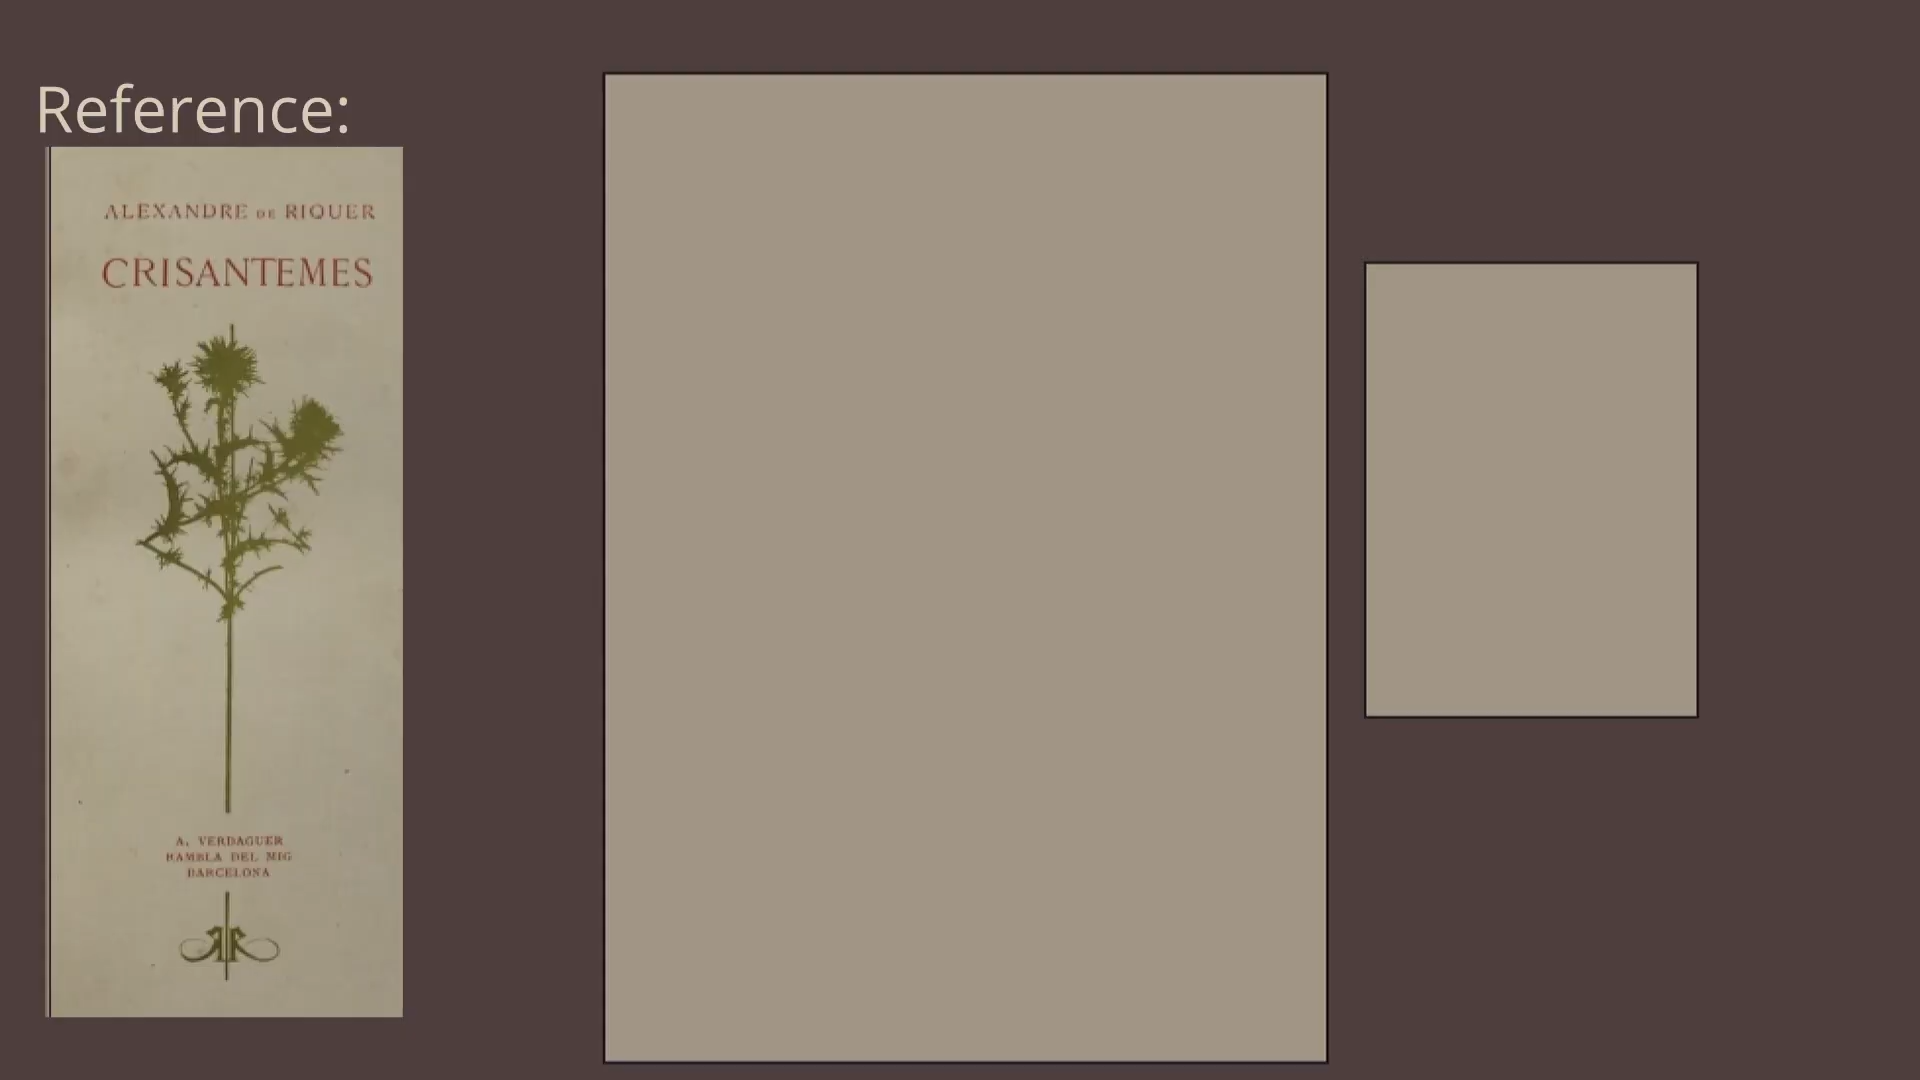 Reference:
ALEXANDRE DE RIQUER
CRISANTEMES
A. VERDAGUER
RAMBLA DEL MIG
BARCELONA